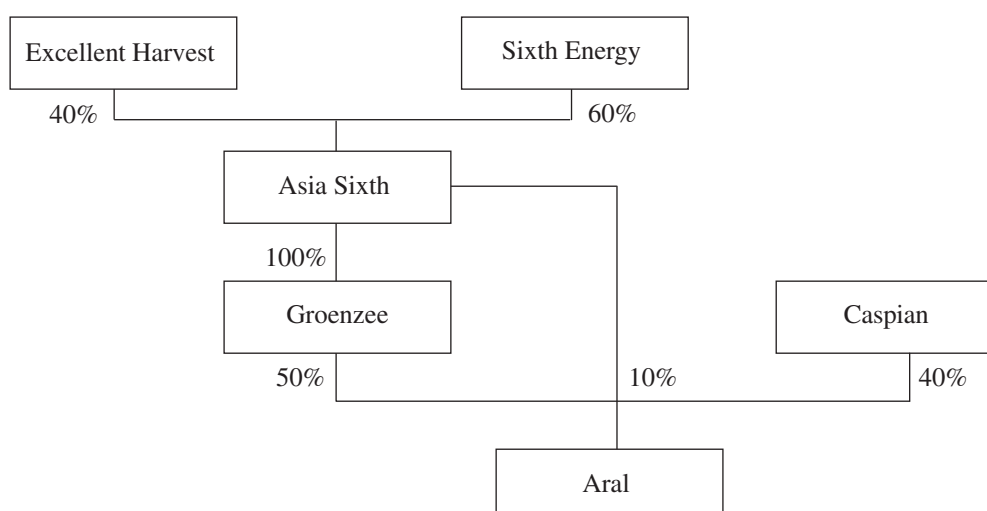 Excellent Harvest
Sixth Energy
40%
60%
Asia Sixth
100%
Groenzee
Caspian
50%
10%
40%
Aral